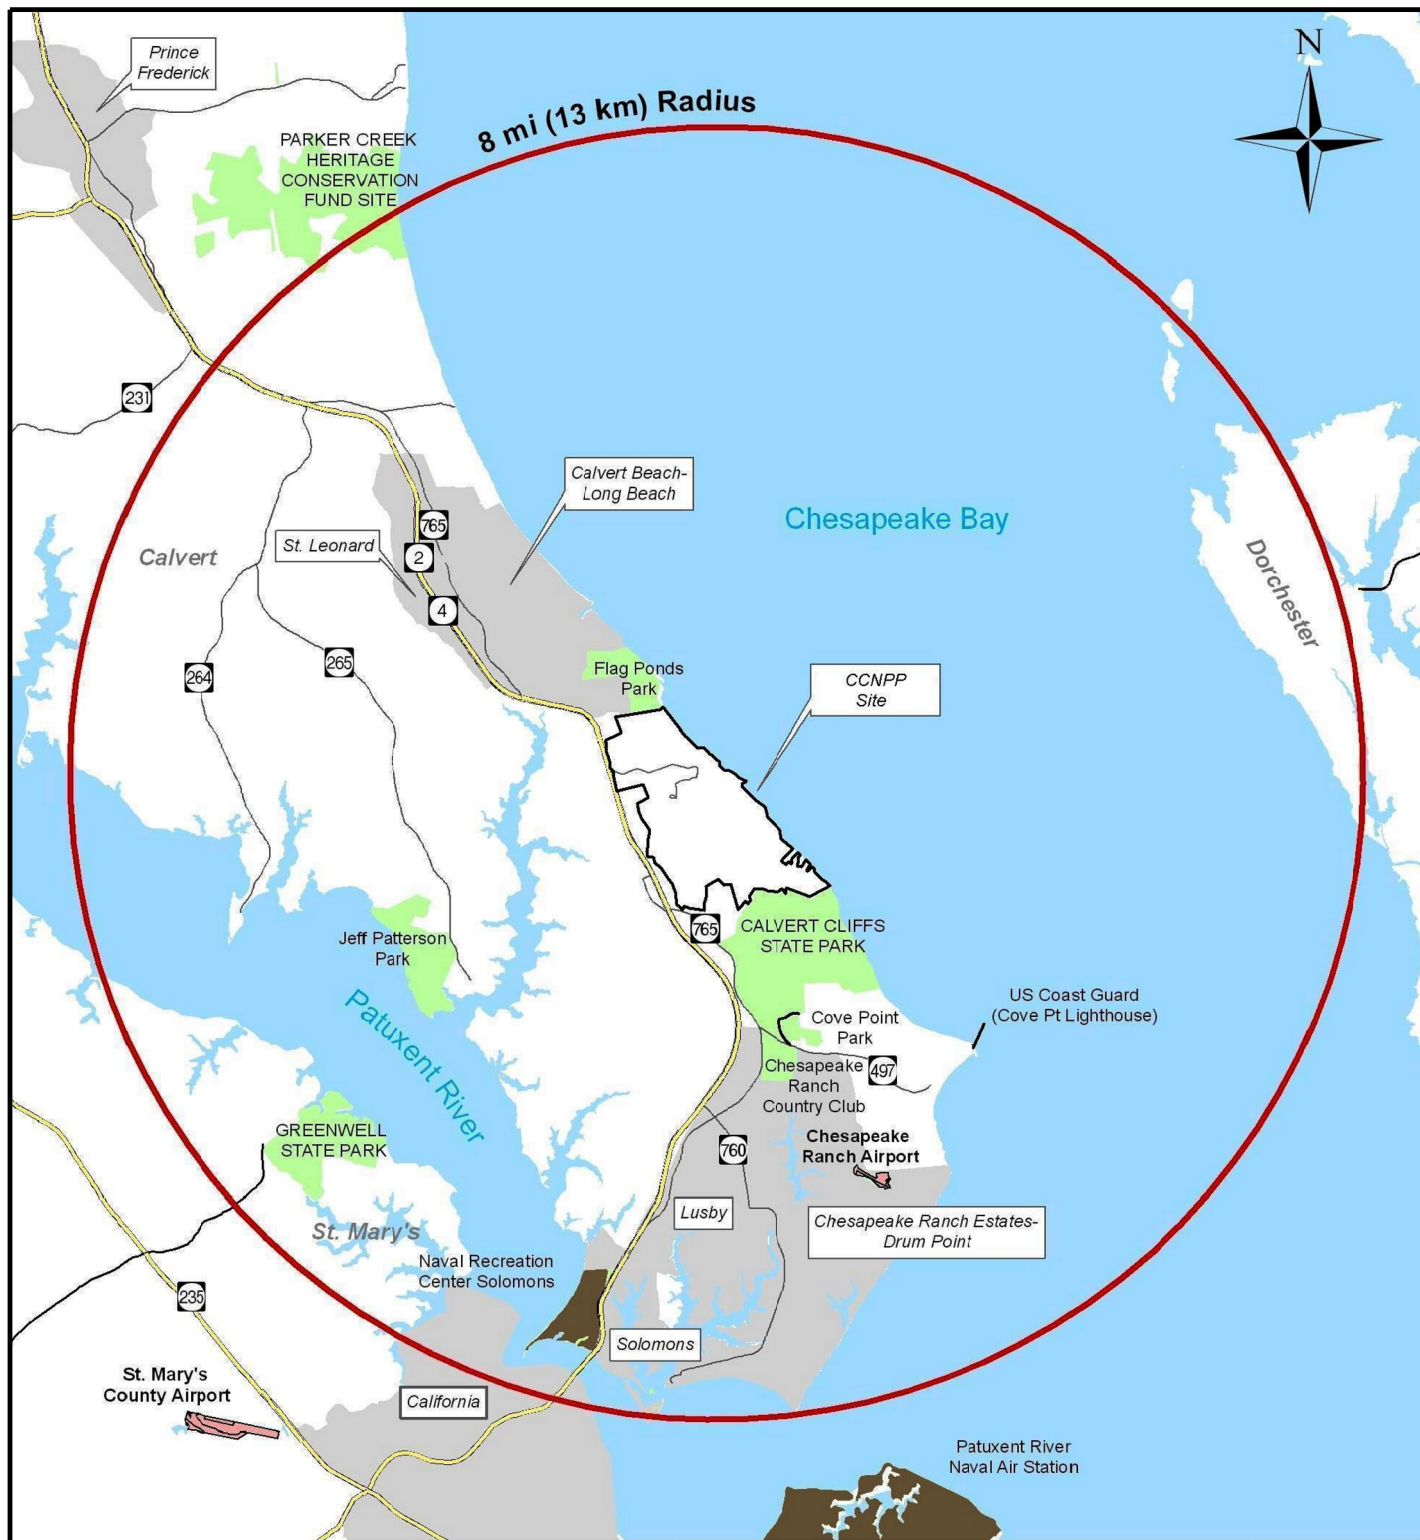 N
Prince
Frederick
8 mi (13 km) Radius
PARKER CREEK
HERITAGE
CONSERVATION
FUND SITE
231
Calvert Beach-
Long Beach
Chesapeake Bay
765
St. Leonard
2
Calvert
4
Dorchester
264
265
Flag Ponds
Park
CCNPP
Site
765
CALVERT CLIFFS
STATE PARK
Jeff Patterson
Park
Patuxent River
US Coast Guard
(Cove Pt Lighthouse)
Cove Point
Park
497
Chesapeake
Ranch
Country Club
GREENWELL
STATE PARK
760
Chesapeake
Ranch Airport
Lusby
Chesapeake Ranch Estates-
Drum Point
St. Mary's
Naval Recreation
Center Solomons
235
Solomons
St. Mary's
County Airport
California
Patuxent River
Naval Air Station